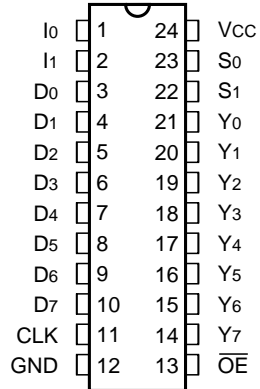 I0 1 24 VCC
I1 2 23 S0
D0 3 22 S1
D1 4 21 Y0
D2 5 20 Y1
D3 6 19 Y2
D4 7 18 Y3
D5 8 17 Y4
D6 9 16 Y5
D7 10 15 Y6
CLK 11 14 Y7
GND 12 13 O̅E̅